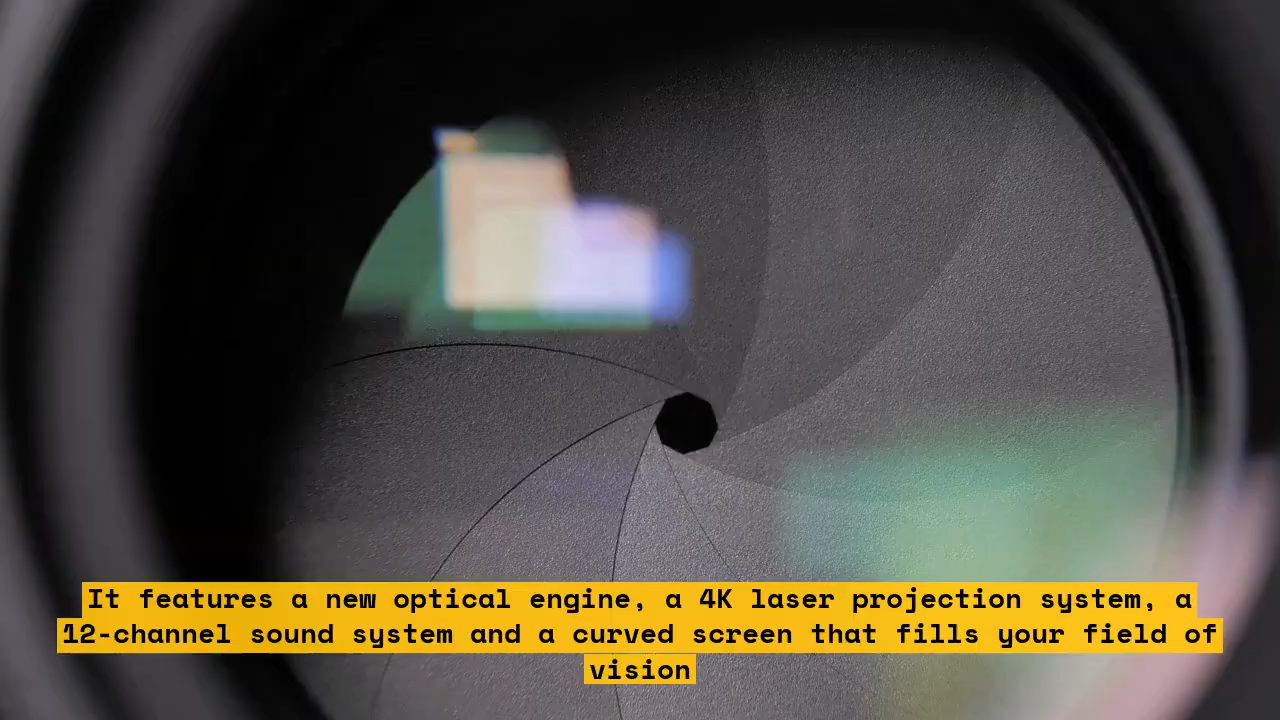 It features a new optical engine, a 4K laser projection system, a
12-channel sound system and a curved screen that fills your field of
vision